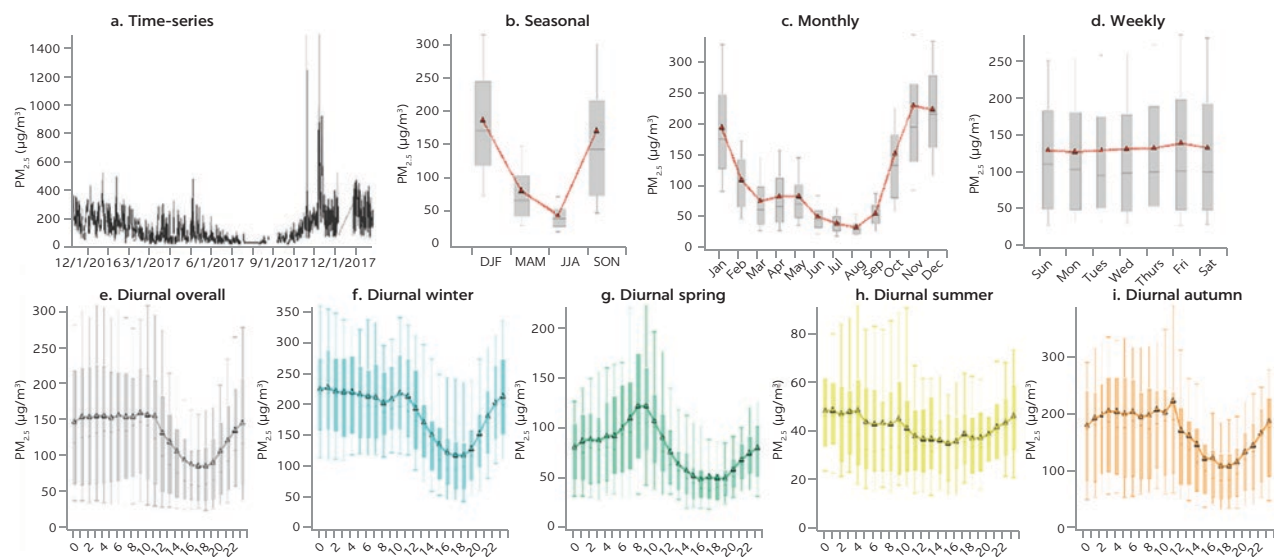 a. Time-series
PM2.5 (µg/m³)
1400
1200
1000
800
600
400
200
0
12/1/2016 3/1/2017 6/1/2017 9/1/2017 12/1/2017
b. Seasonal
PM2.5 (µg/m³)
300
250
200
150
100
50
0
DJF MAM JJA SON
c. Monthly
PM2.5 (µg/m³)
300
250
200
150
100
50
0
Jan Feb Mar Apr May Jun Jul Aug Sep Oct Nov Dec
d. Weekly
PM2.5 (µg/m³)
250
200
150
100
50
0
Sun Mon Tues Wed Thurs Fri Sat
e. Diurnal overall
PM2.5 (µg/m³)
300
250
200
150
100
50
0
0 2 4 6 8 10 12 14 16 18 20 22
f. Diurnal winter
PM2.5 (µg/m³)
350
300
250
200
150
100
50
0
0 2 4 6 8 10 12 14 16 18 20 22
g. Diurnal spring
PM2.5 (µg/m³)
200
150
100
50
0
0 2 4 6 8 10 12 14 16 18 20 22
h. Diurnal summer
PM2.5 (µg/m³)
80
60
40
20
0
0 2 4 6 8 10 12 14 16 18 20 22
i. Diurnal autumn
PM2.5 (µg/m³)
300
200
100
0
0 2 4 6 8 10 12 14 16 18 20 22